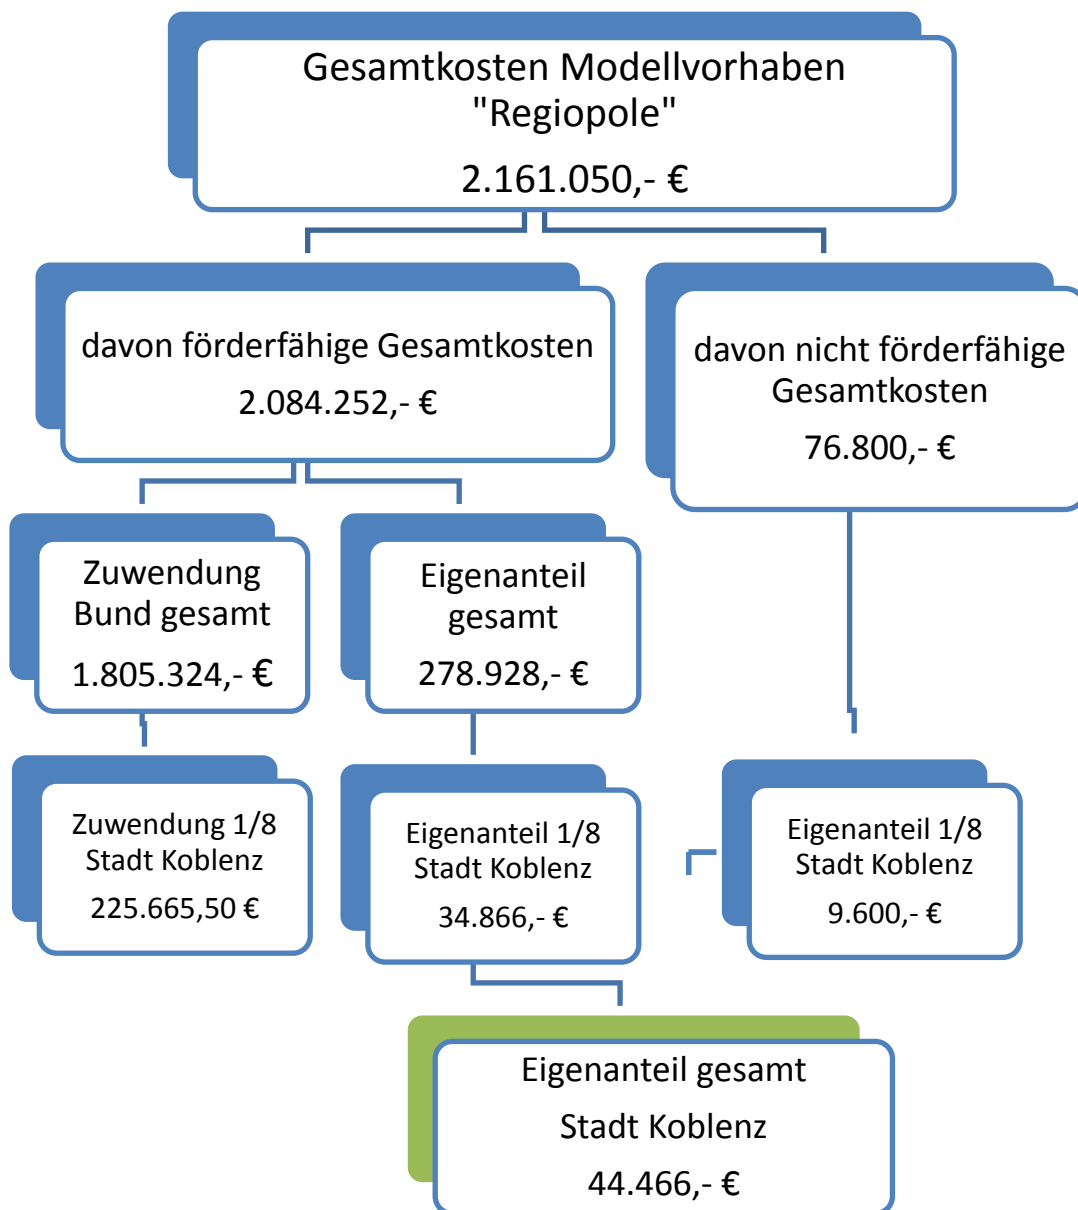 Gesamtkosten Modellvorhaben
"Regiopole"
2.161.050,- €
davon förderfähige Gesamtkosten
2.084.252,- €
davon nicht förderfähige
Gesamtkosten
76.800,- €
Zuwendung
Bund gesamt
1.805.324,- €
Eigenanteil
gesamt
278.928,- €
Zuwendung 1/8
Stadt Koblenz
225.665,50 €
Eigenanteil 1/8
Stadt Koblenz
34.866,- €
Eigenanteil 1/8
Stadt Koblenz
9.600,- €
Eigenanteil gesamt
Stadt Koblenz
44.466,- €